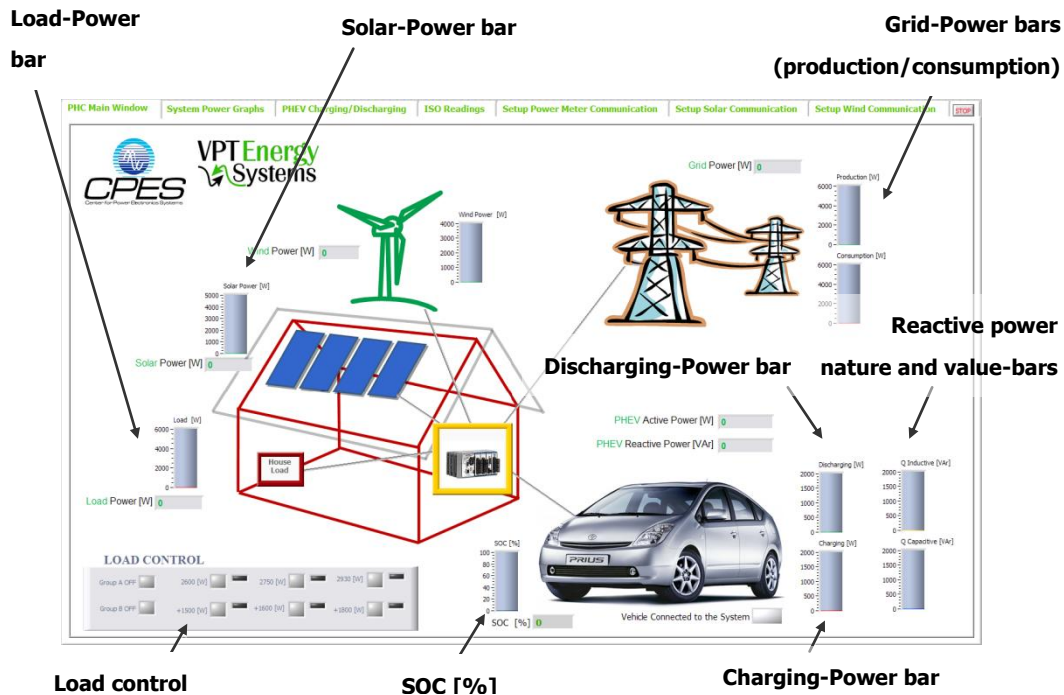 Load-Power
bar
Solar-Power bar
Grid-Power bars
(production/consumption)
PHC Main Window
System Power Graphs
PHEV Charging/Discharging
ISO Readings
Setup Power Meter Communication
Setup Solar Communication
Setup Wind Communication
STOP
CPES
Center for Power Electronics Systems
VPT Energy
Systems
Grid Power [W] 0
Production [W]
6000
4000
2000
0
Wind Power [W]
4000
3000
2000
1000
0
Wind Power [W] 0
Consumption [W]
6000
4000
2000
0
Solar Power [W]
5000
4000
3000
2000
1000
0
Solar Power [W] 0
Reactive power
nature and value-bars
Discharging-Power bar
Load [W]
6000
4000
2000
0
Load Power [W] 0
House
Load
PHEV Active Power [W] 0
PHEV Reactive Power [VAr] 0
Discharging [W]
2000
1500
1000
500
0
Q Inductive [VAr]
2000
1500
1000
500
0
SOC [%]
100
80
60
40
20
0
SOC [%] 0
PRIUS
Charging [W]
2000
1500
1000
500
0
Q Capacitive [VAr]
2000
1500
1000
500
0
Vehicle Connected to the System
LOAD CONTROL
Group A OFF 2600 [W] 2750 [W] 2930 [W]
Group B OFF +1500 [W] +1600 [W] +1800 [W]
Load control
SOC [%]
Charging-Power bar